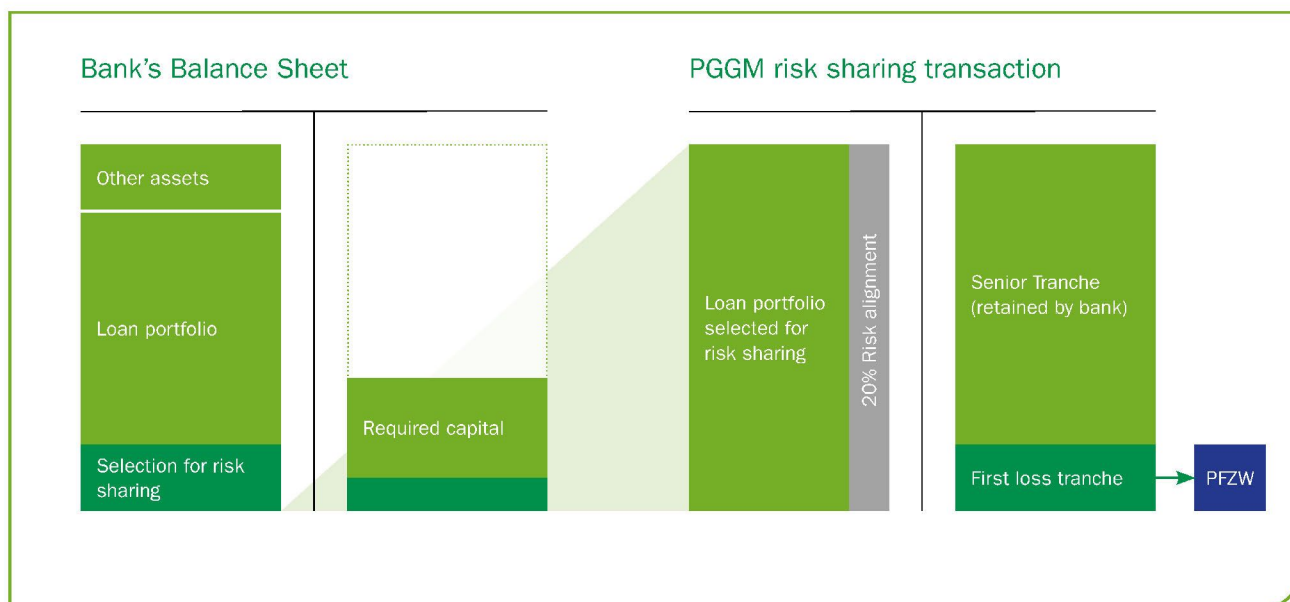 Bank's Balance Sheet
Other assets
Loan portfolio
Selection for risk
sharing
Required capital
PGGM risk sharing transaction
Loan portfolio
selected for
risk sharing
20% Risk alignment
Senior Tranche
(retained by bank)
First loss tranche
PFZW